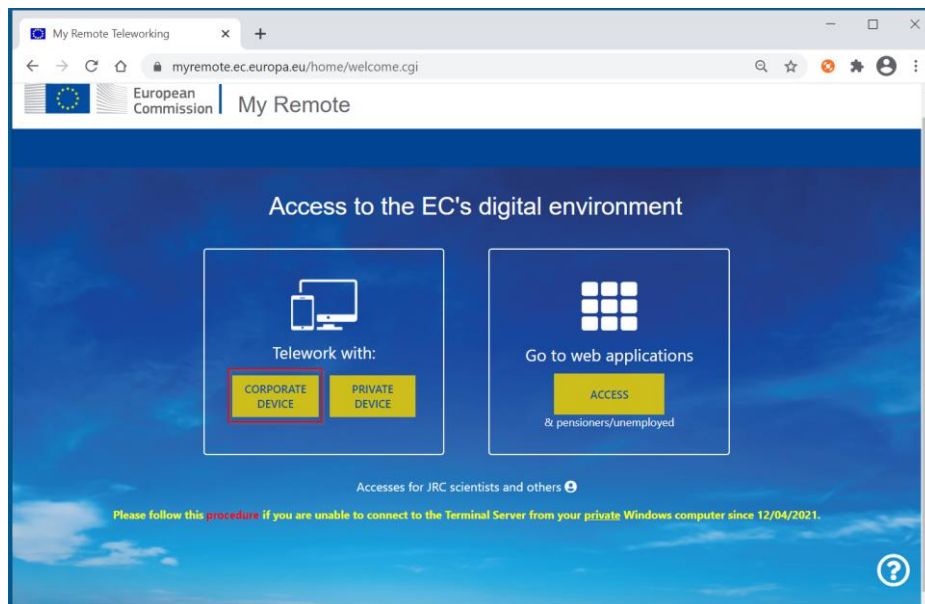 My Remote Teleworking
myremote.ec.europa.eu/home/welcome.cgi
European
Commission
My Remote
Access to the EC's digital environment
Telework with:
CORPORATE
DEVICE
PRIVATE
DEVICE
Go to web applications
ACCESS
& pensioners/unemployed
Accesses for JRC scientists and others
Please follow this procedure if you are unable to connect to the Terminal Server from your private Windows computer since 12/04/2021.
?